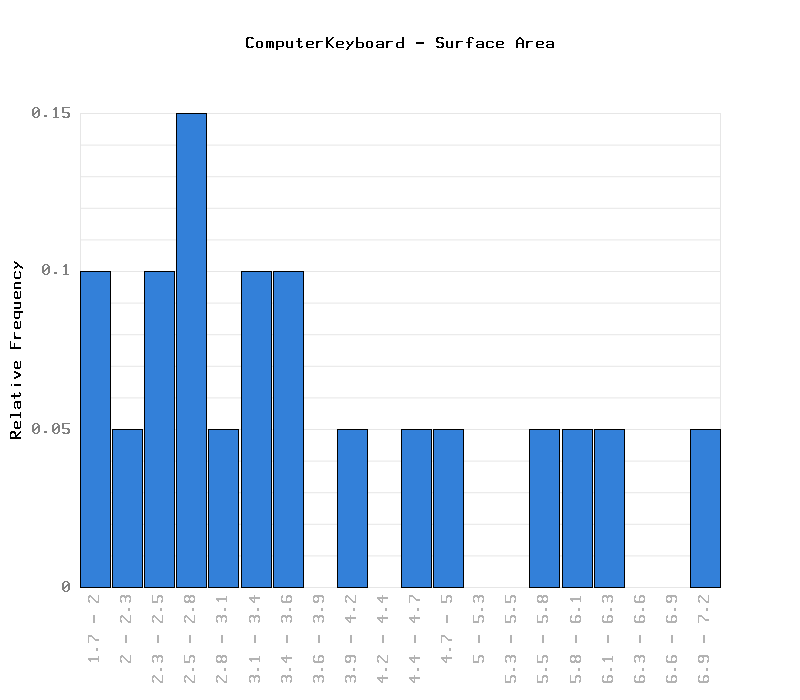 ComputerKeyboard - Surface Area
Relative Frequency
0.15
0.1
0.05
0
1.7 - 2
2 - 2.3
2.3 - 2.5
2.5 - 2.8
2.8 - 3.1
3.1 - 3.4
3.4 - 3.6
3.6 - 3.9
3.9 - 4.2
4.2 - 4.4
4.4 - 4.7
4.7 - 5
5 - 5.3
5.3 - 5.5
5.5 - 5.8
5.8 - 6.1
6.1 - 6.3
6.3 - 6.6
6.6 - 6.9
6.9 - 7.2